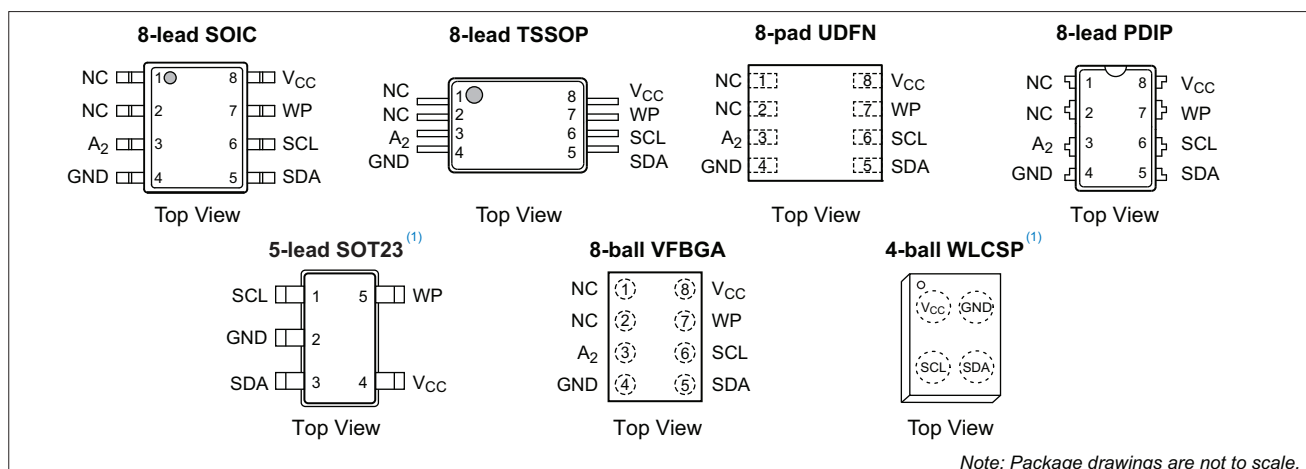 8-lead SOIC
NC 1 8 VCC
NC 2 7 WP
A2 3 6 SCL
GND 4 5 SDA
Top View
8-lead TSSOP
NC 1 8 VCC
NC 2 7 WP
A2 3 6 SCL
GND 4 5 SDA
Top View
8-pad UDFN
NC 1 8 VCC
NC 2 7 WP
A2 3 6 SCL
GND 4 5 SDA
Top View
8-lead PDIP
NC 1 8 VCC
NC 2 7 WP
A2 3 6 SCL
GND 4 5 SDA
Top View
5-lead SOT23 (1)
SCL 1 5 WP
GND 2
SDA 3 4 VCC
Top View
8-ball VFBGA
NC 1 8 VCC
NC 2 7 WP
A2 3 6 SCL
GND 4 5 SDA
Top View
4-ball WLCSP (1)
VCC GND
SCL SDA
Top View
Note: Package drawings are not to scale.